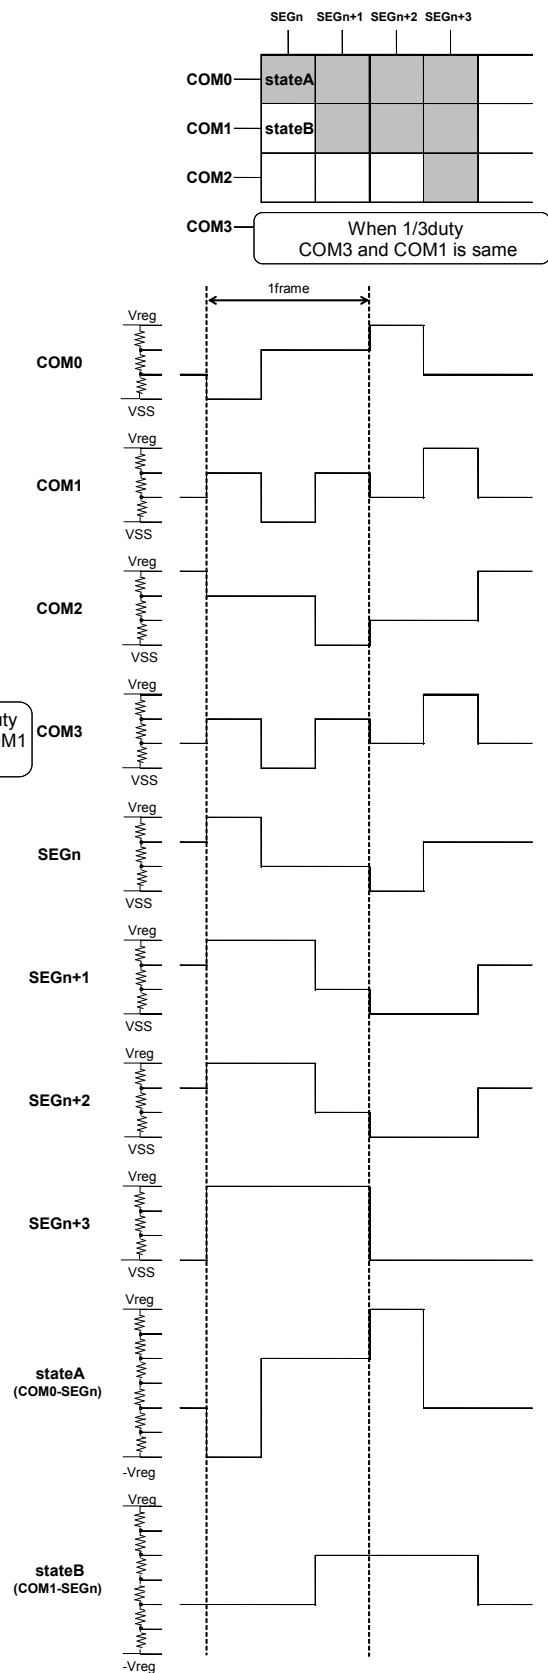 SEGn SEGn+1 SEGn+2 SEGn+3
COM0
stateA
COM1
stateB
COM2
COM3
When 1/3duty
COM3 and COM1 is same
1frame
Vreg
COM0
VSS
Vreg
COM1
VSS
Vreg
COM2
VSS
Vreg
COM3
VSS
Vreg
SEGn
VSS
Vreg
SEGn+1
VSS
Vreg
SEGn+2
VSS
Vreg
SEGn+3
VSS
Vreg
stateA
(COM0-SEGn)
-Vreg
Vreg
stateB
(COM1-SEGn)
-Vreg